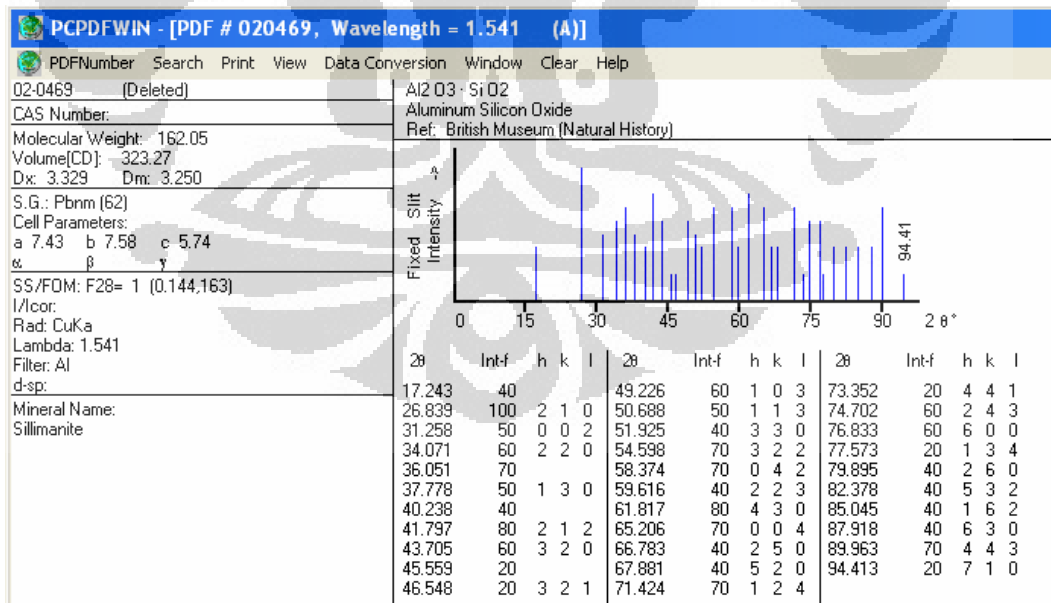 PCPDFWIN - [PDF # 020469, Wavelength = 1.541 (A)]
PDFNumber Search Print View Data Conversion Window Clear Help
02-0469 (Deleted)
CAS Number:
Molecular Weight: 162.05
Volume[CD]: 323.27
Dx: 3.329 Dm: 3.250
S.G.: Pbnm (62)
Cell Parameters:
a 7.43 b 7.58 c 5.74
α β γ
SS/FOM: F28= 1 (0.144,163)
I/Icor:
Rad: CuKa
Lambda: 1.541
Filter: Al
d-sp:
Mineral Name:
Sillimanite
Al2 O3 · Si O2
Aluminum Silicon Oxide
Ref: British Museum (Natural History)
Fixed Slit
Intensity ->
94.41
0 15 30 45 60 75 90 2 θ°
2θ Int-f h k l 2θ Int-f h k l 2θ Int-f h k l
17.243 40 49.226 60 1 0 3 73.352 20 4 4 1
26.839 100 2 1 0 50.688 50 1 1 3 74.702 60 2 4 3
31.258 50 0 0 2 51.925 40 3 3 0 76.833 60 6 0 0
34.071 60 2 2 0 54.598 70 3 2 2 77.573 20 1 3 4
36.051 70 58.374 70 0 4 2 79.895 40 2 6 0
37.778 50 1 3 0 59.616 40 2 2 3 82.378 40 5 3 2
40.238 40 61.817 80 4 3 0 85.045 40 1 6 2
41.797 80 2 1 2 65.206 70 0 0 4 87.918 40 6 3 0
43.705 60 3 2 0 66.783 40 2 5 0 89.963 70 4 4 3
45.559 20 67.881 40 5 2 0 94.413 20 7 1 0
46.548 20 3 2 1 71.424 70 1 2 4